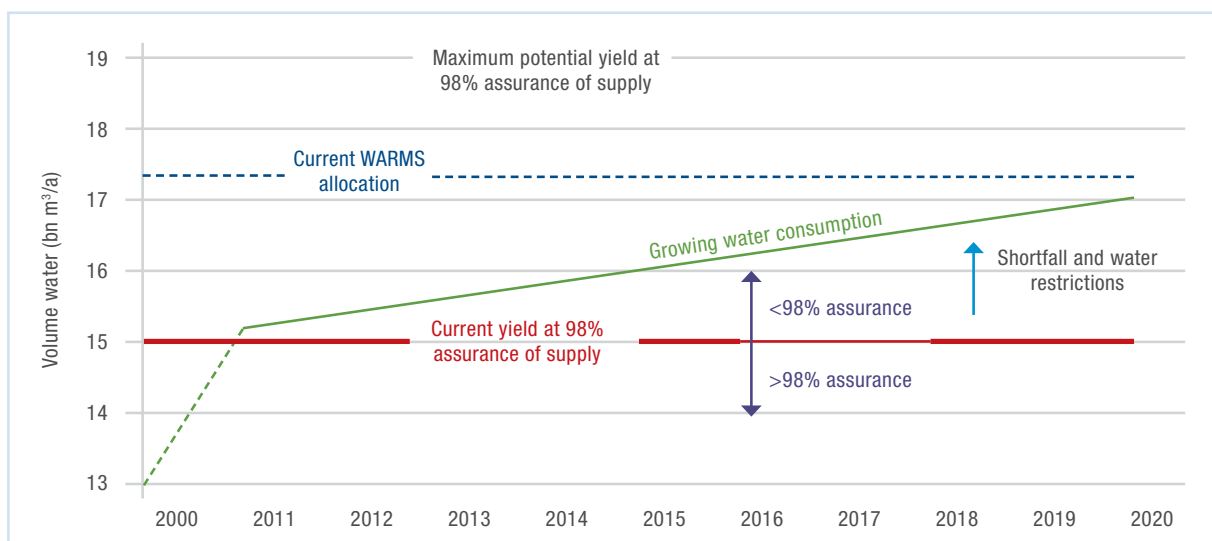 19
Maximum potential yield at
98% assurance of supply
18
Current WARMS
allocation
17
Growing water consumption
16
Shortfall and water
restrictions
<98% assurance
Current yield at 98%
assurance of supply
15
>98% assurance
14
13
Volume water (bn m³/a)
2000 2011 2012 2013 2014 2015 2016 2017 2018 2019 2020